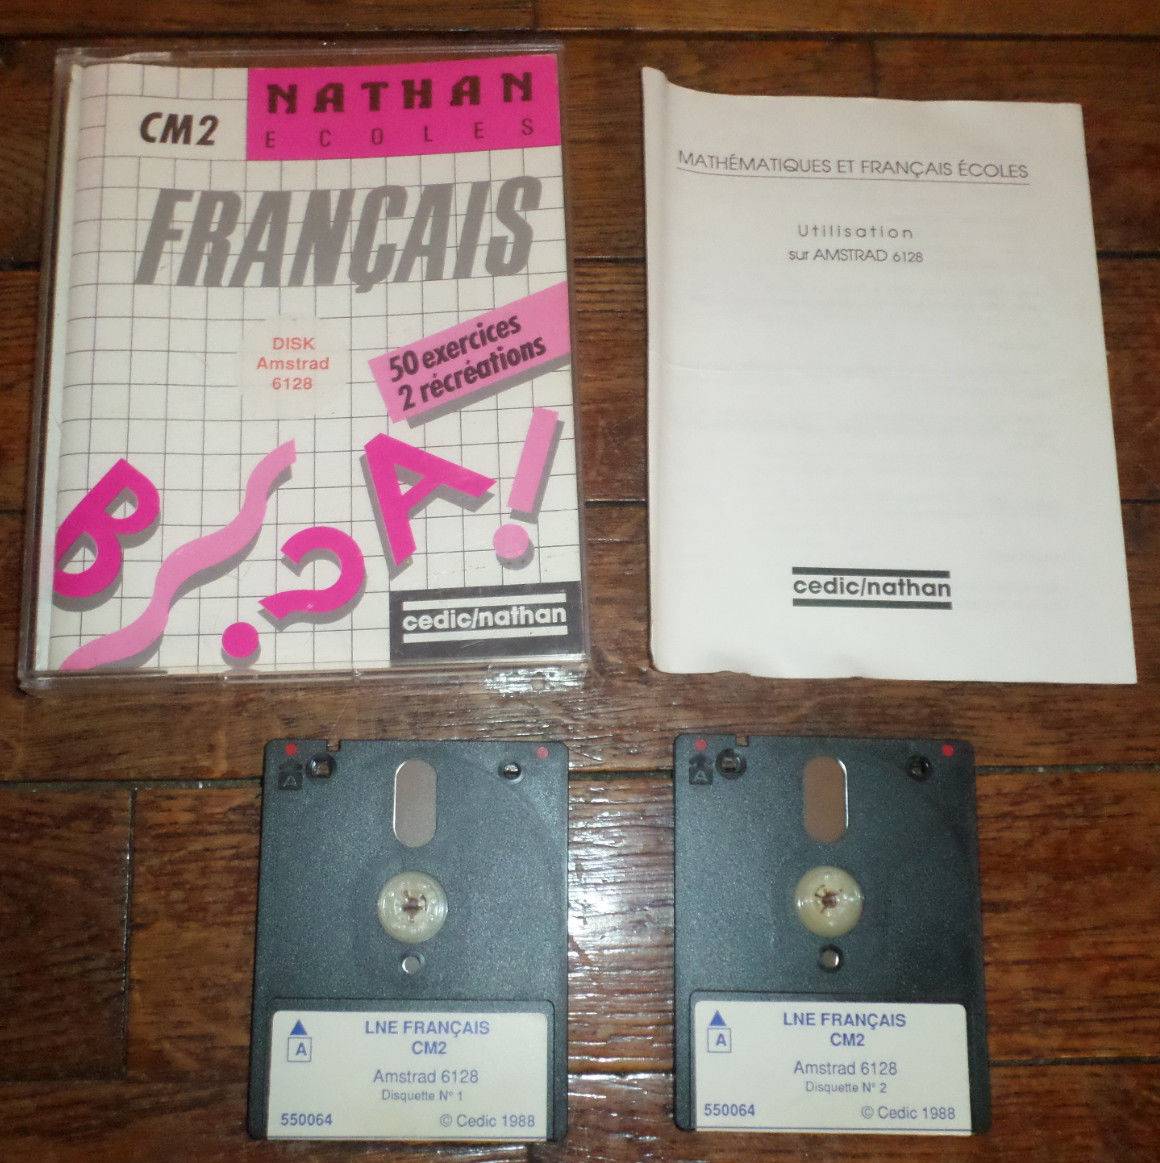 CM2
NATHAN
ECOLES
FRANÇAIS
DISK
Amstrad
6128
50 exercices
2 récréations
B
C
A
!
cedic/nathan
MATHÉMATIQUES ET FRANÇAIS ÉCOLES
Utilisation
sur AMSTRAD 6128
cedic/nathan
A
A
LNE FRANÇAIS
CM2
Amstrad 6128
Disquette N° 1
550064
© Cedic 1988
A
A
LNE FRANÇAIS
CM2
Amstrad 6128
Disquette N° 2
550064
© Cedic 1988